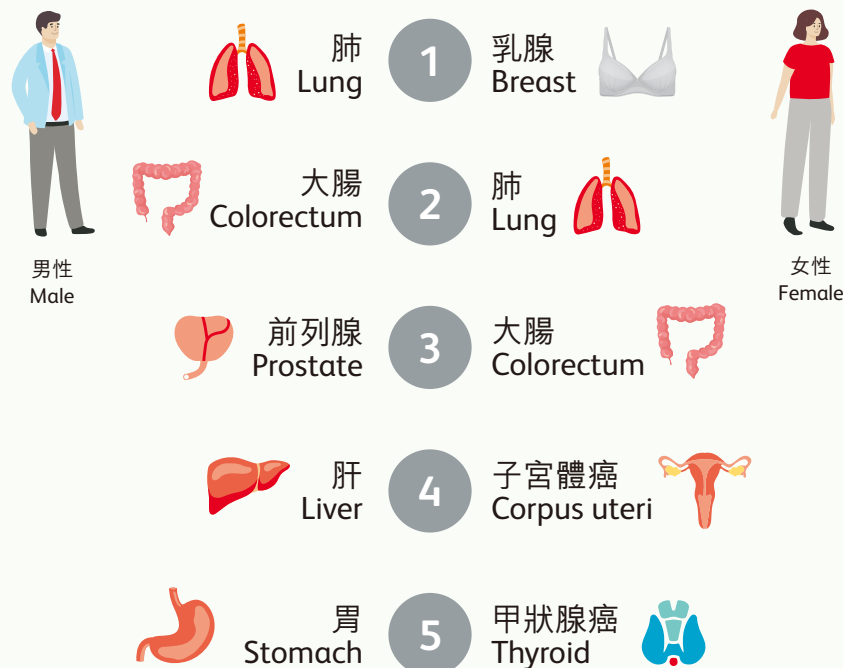 肺
Lung
1
乳腺
Breast
大腸
Colorectum
2
肺
Lung
男性
Male
女性
Female
前列腺
Prostate
3
大腸
Colorectum
肝
Liver
4
子宮體癌
Corpus uteri
胃
Stomach
5
甲狀腺癌
Thyroid